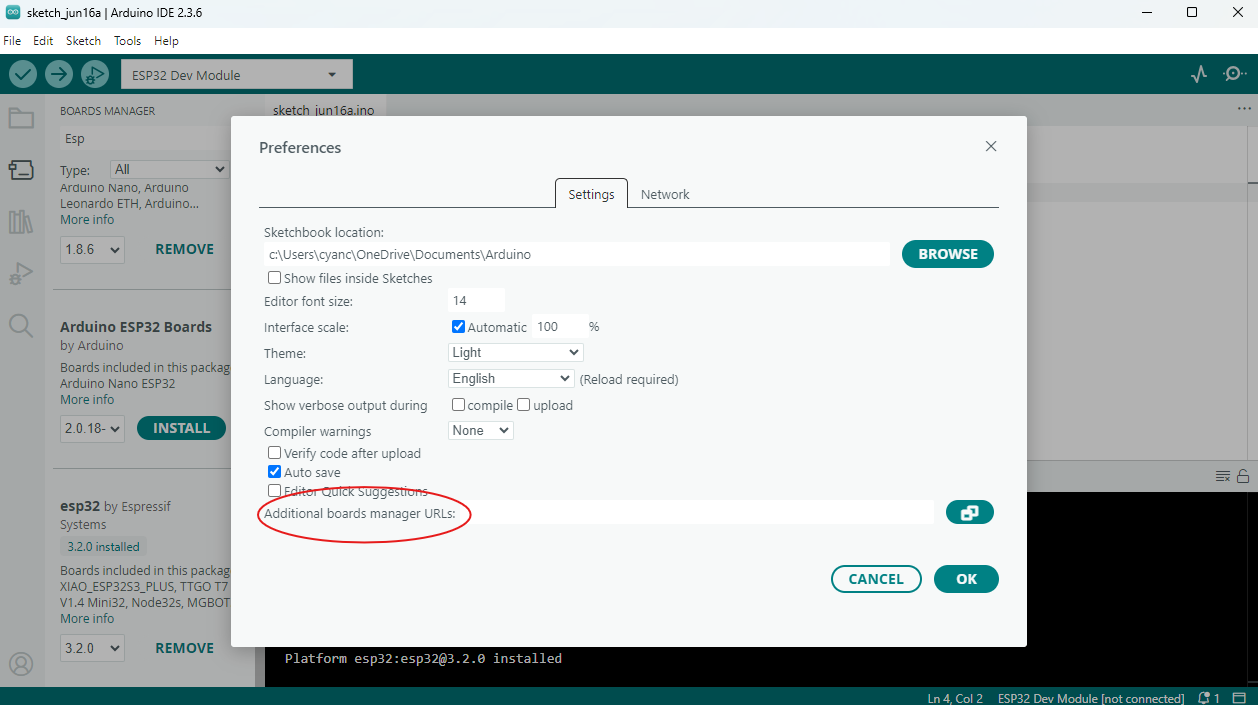 sketch_jun16a | Arduino IDE 2.3.6
File Edit Sketch Tools Help
ESP32 Dev Module
BOARDS MANAGER
Esp
Type: All
Arduino Nano, Arduino
Leonardo ETH, Arduino...
More info
1.8.6 REMOVE
Arduino ESP32 Boards
by Arduino
Boards included in this packag
Arduino Nano ESP32
More info
2.0.18- INSTALL
esp32 by Espressif
Systems
3.2.0 installed
Boards included in this packag
XIAO_ESP32S3_PLUS, TTGO T7
V1.4 Mini32, Node32s, MGBOT
More info
3.2.0 REMOVE
sketch_jun16a.ino
Preferences
Settings Network
Sketchbook location:
c:\Users\cyanc\OneDrive\Documents\Arduino BROWSE
Show files inside Sketches
Editor font size: 14
Interface scale: Automatic 100 %
Theme: Light
Language: English (Reload required)
Show verbose output during compile upload
Compiler warnings None
Verify code after upload
Auto save
Editor Quick Suggestions
Additional boards manager URLs:
CANCEL OK
Platform esp32:esp32@3.2.0 installed
Ln 4, Col 2 ESP32 Dev Module [not connected] 1